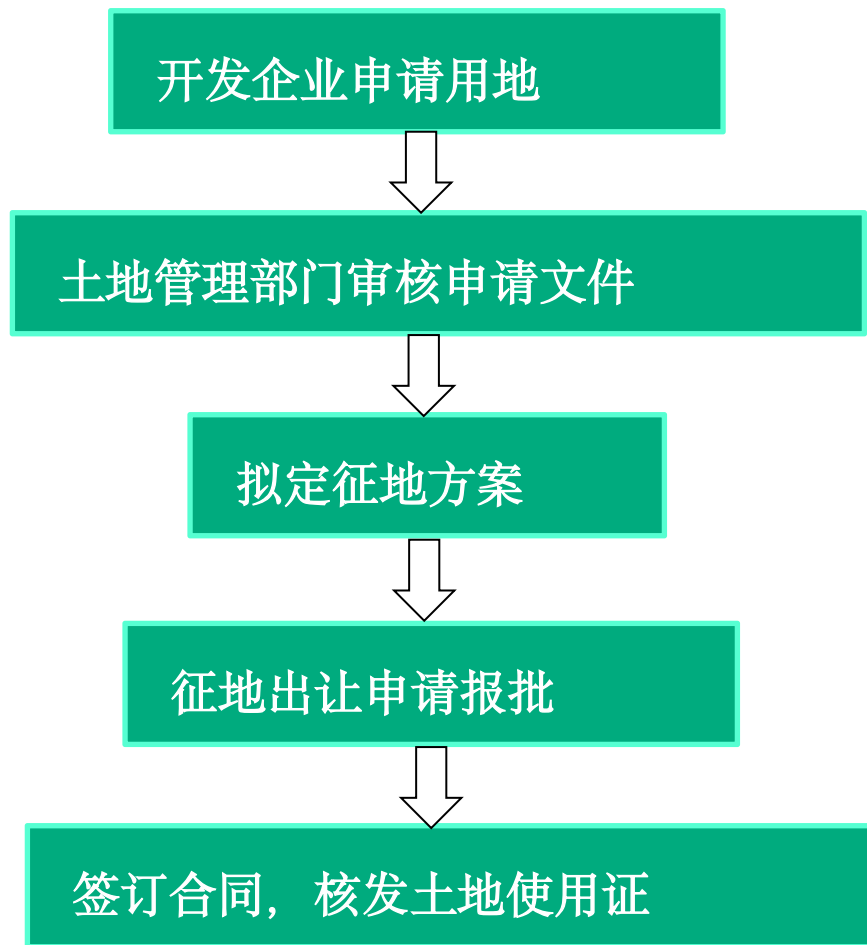 开发企业申请用地
土地管理部门审核申请文件
拟定征地方案
征地出让申请报批
签订合同，核发土地使用证